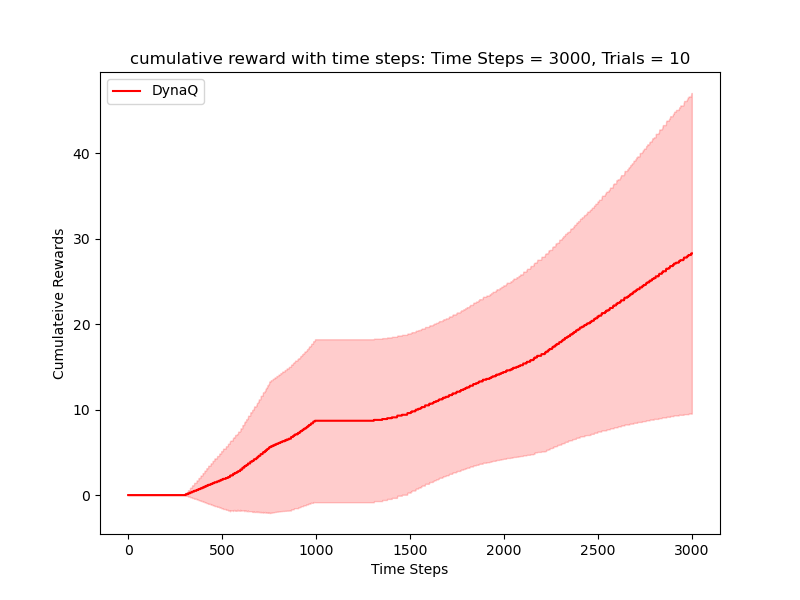 cumulative reward with time steps: Time Steps = 3000, Trials = 10
DynaQ
Cumulateive Rewards
40
30
20
10
0
0 500 1000 1500 2000 2500 3000
Time Steps